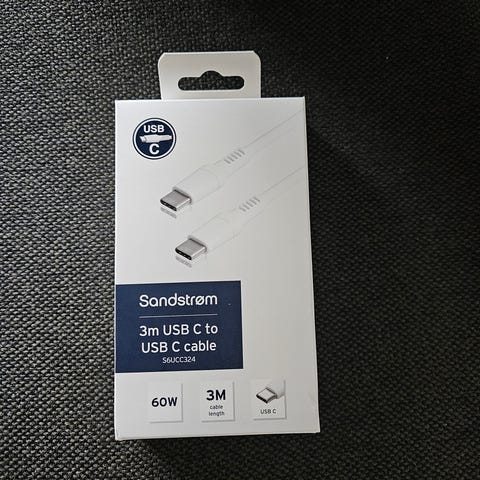 USB
C
Sandstrøm
3m USB C to
USB C cable
S6UCC324
60W
3M
cable
length
USB C